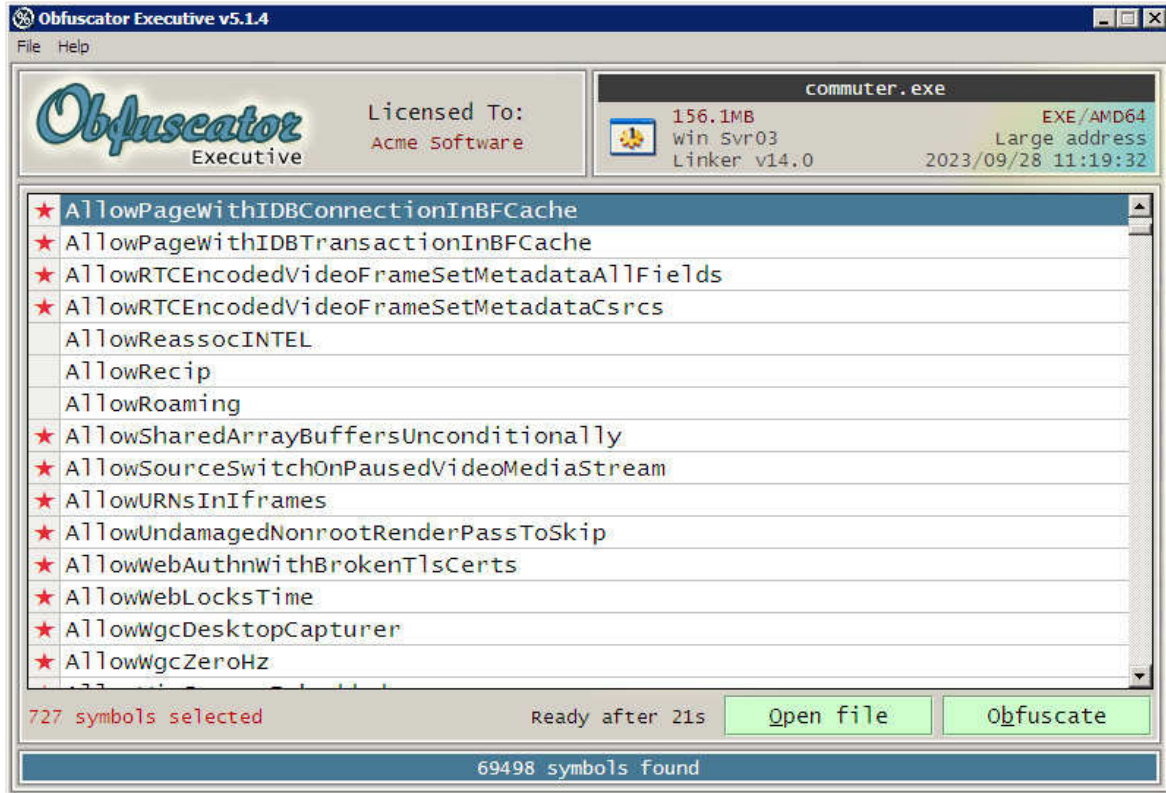 Obfuscator Executive v5.1.4
File Help
Obfuscator
Executive
Licensed To:
Acme Software
commuter.exe
156.1MB EXE/AMD64
Win Svr03 Large address
Linker v14.0 2023/09/28 11:19:32
AllowPageWithIDBConnectionInBFCache
AllowPageWithIDBTransactionInBFCache
AllowRTCEncodedVideoFrameSetMetadataAllFields
AllowRTCEncodedVideoFrameSetMetadataCsrcs
AllowReassocINTEL
AllowRecip
AllowRoaming
AllowSharedArrayBuffersUnconditionally
AllowSourceSwitchOnPausedVideoMediaStream
AllowURNsInIframes
AllowUndamagedNonrootRenderPassToSkip
AllowWebAuthnWithBrokenTlsCerts
AllowWebLocksTime
AllowWgcDesktopCapturer
AllowWgcZeroHz
727 symbols selected Ready after 21s Open file Obfuscate
69498 symbols found